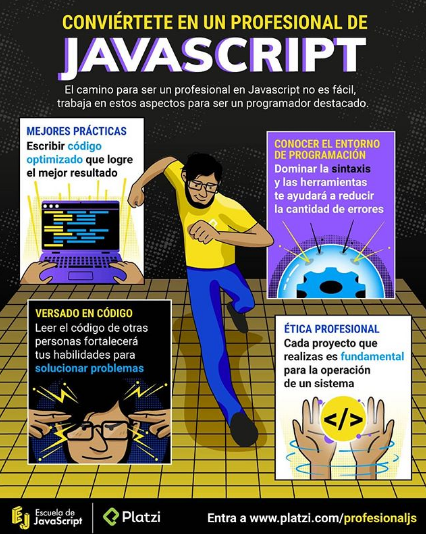 CONVIÉRTETE EN UN PROFESIONAL DE
JAVASCRIPT
El camino para ser un profesional en Javascript no es fácil,
trabaja en estos aspectos para ser un programador destacado.
MEJORES PRÁCTICAS
Escribir código
optimizado que logre
el mejor resultado
CONOCER EL ENTORNO
DE PROGRAMACIÓN
Dominar la sintaxis
y las herramientas
te ayudará a reducir
la cantidad de errores
VERSADO EN CÓDIGO
Leer el código de otras
personas fortalecerá
tus habilidades para
solucionar problemas
ÉTICA PROFESIONAL
Cada proyecto que
realizas es fundamental
para la operación
de un sistema
</>
EJ
Escuela de
JavaScript
Platzi
Entra a www.platzi.com/profesionaljs